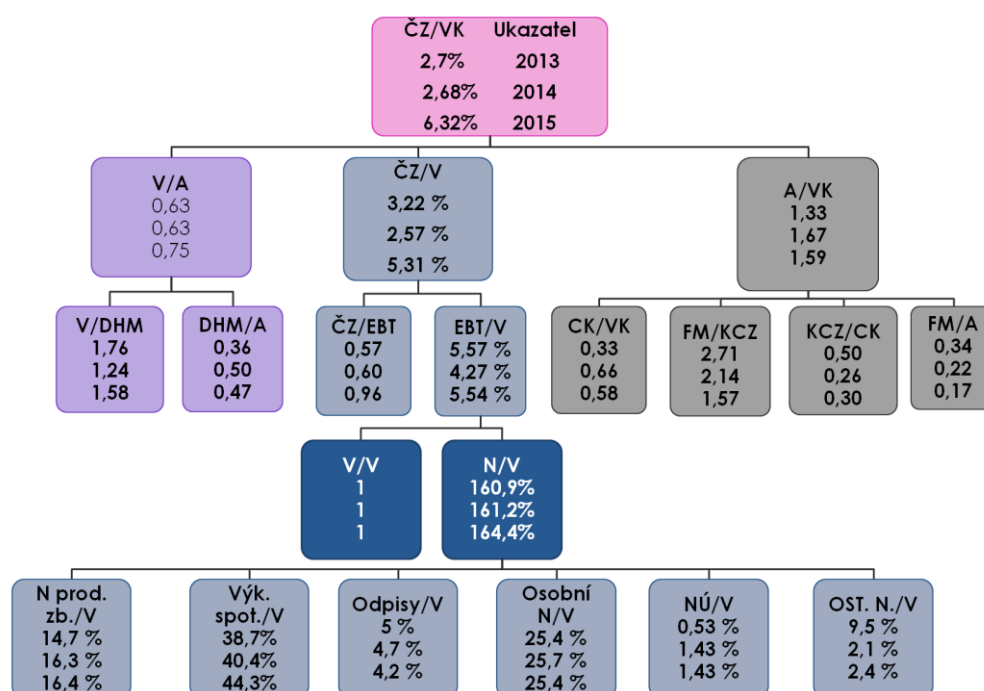 ČZ/VK Ukazatel
2,7% 2013
2,68% 2014
6,32% 2015
V/A
0,63
0,63
0,75
ČZ/V
3,22 %
2,57 %
5,31 %
A/VK
1,33
1,67
1,59
V/DHM
1,76
1,24
1,58
DHM/A
0,36
0,50
0,47
ČZ/EBT
0,57
0,60
0,96
EBT/V
5,57 %
4,27 %
5,54 %
CK/VK
0,33
0,66
0,58
FM/KCZ
2,71
2,14
1,57
KCZ/CK
0,50
0,26
0,30
FM/A
0,34
0,22
0,17
V/V
1
1
1
N/V
160,9%
161,2%
164,4%
N prod.
zb./V
14,7 %
16,3 %
16,4 %
Výk.
spot./V
38,7%
40,4%
44,3%
Odpisy/V
5 %
4,7 %
4,2 %
Osobní
N/V
25,4 %
25,7 %
25,4 %
NÚ/V
0,53 %
1,43 %
1,43 %
OST. N./V
9,5 %
2,1 %
2,4 %